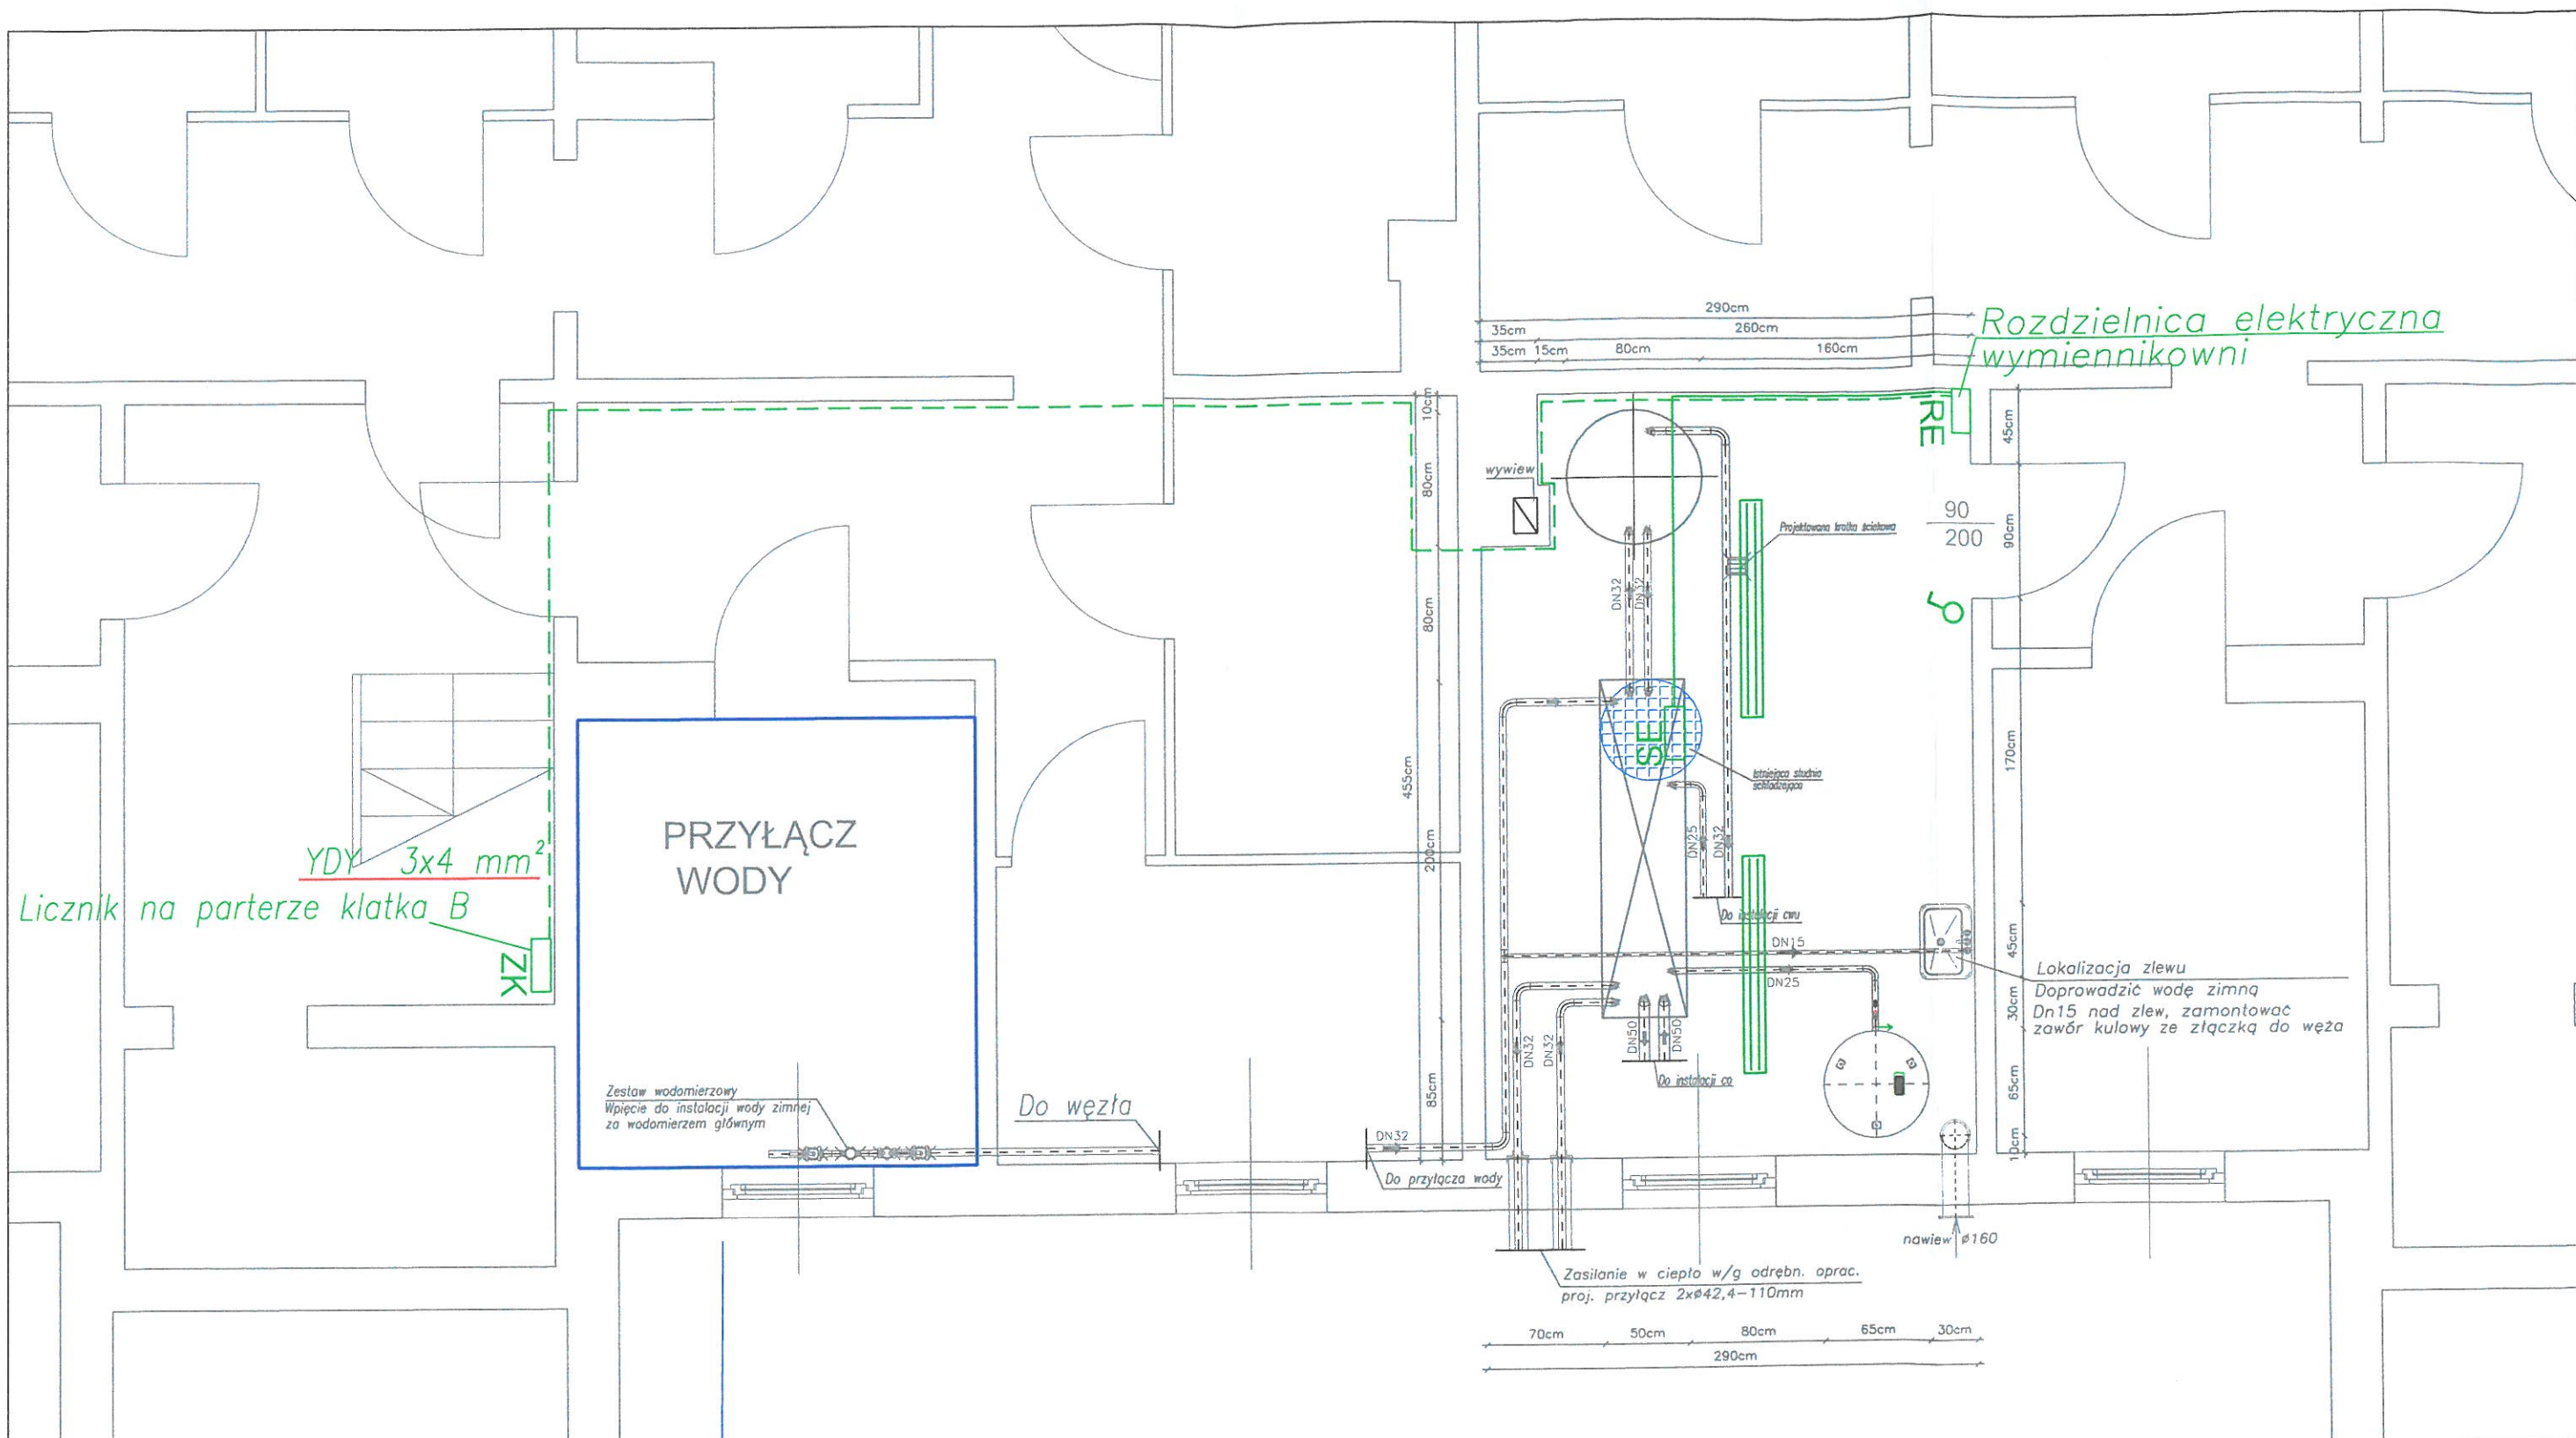 290cm
35cm
260cm
35cm 15cm 80cm 160cm
Rozdzielnica elektryczna
wymiennikowni
RE
10cm
80cm
80cm
455cm
200cm
85cm
wywiew
DN32
DN32
Projektowana kratka ściekowa
90
200
45cm
90cm
170cm
45cm
30cm
65cm
10cm
SE
Istniejąca studnia
schładzająca
DN25
DN32
Do instalacji cwu
PRZYŁĄCZ
WODY
YDY 3x4 mm²
Licznik na parterze klatka B
ZK
DN15
DN25
Lokalizacja zlewu
Doprowadzić wodę zimną
Dn15 nad zlew, zamontować
zawór kulowy ze złączką do węża
DN32
DN32
DN50
DN50
Do instalacji co
Zestaw wodomierzowy
Wpięcie do instalacji wody zimnej
za wodomierzem głównym
Do węzła
DN32
Do przyłącza wody
nawiew ø160
Zasilanie w ciepło w/g odrębn. oprac.
proj. przyłącz 2xø42,4-110mm
70cm 50cm 80cm 65cm 30cm
290cm